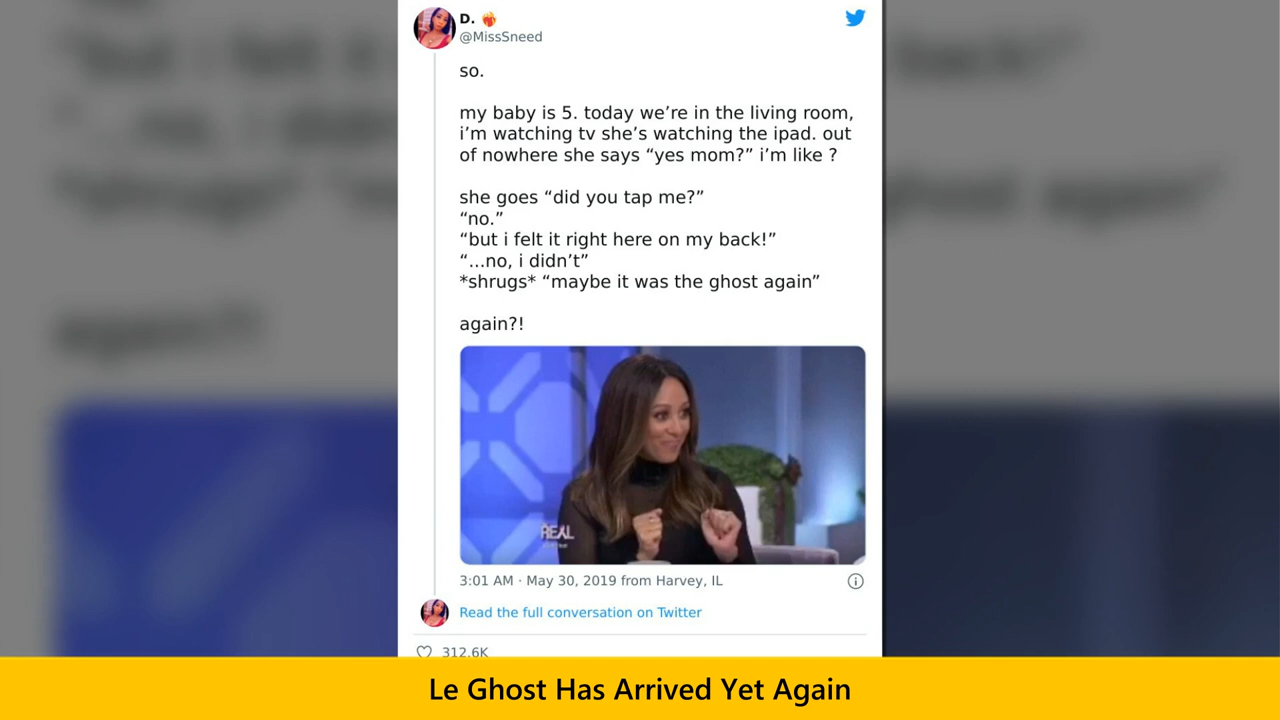 D. ❤️‍🔥
@MissSneed
so.
my baby is 5. today we’re in the living room,
i’m watching tv she’s watching the ipad. out
of nowhere she says “yes mom?” i’m like ?
she goes “did you tap me?”
“no.”
“but i felt it right here on my back!”
“...no, i didn’t”
*shrugs* “maybe it was the ghost again”
again?!
REAL
3:01 AM · May 30, 2019 from Harvey, IL
Read the full conversation on Twitter
312.6K
Le Ghost Has Arrived Yet Again